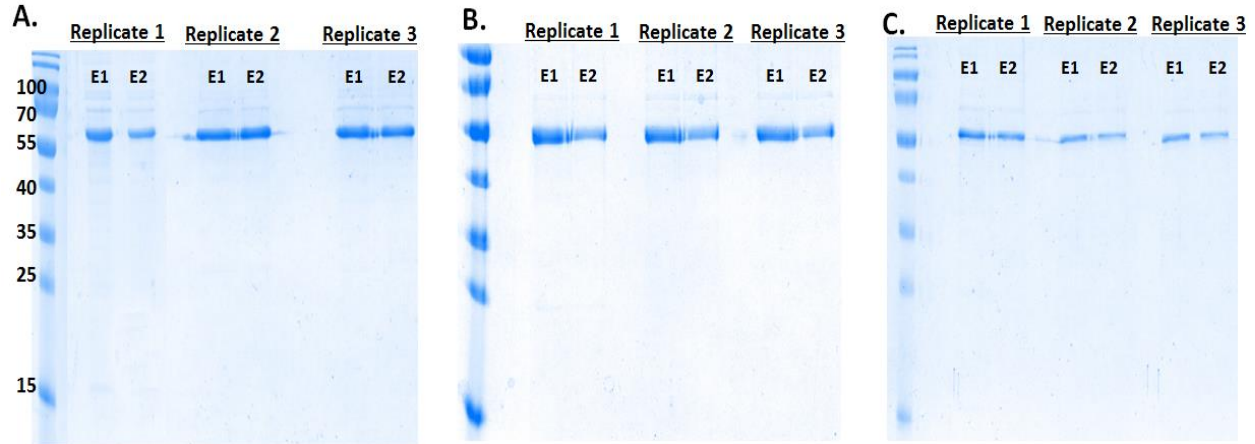 A.
Replicate 1 Replicate 2 Replicate 3
E1 E2 E1 E2 E1 E2
100
70
55
40
35
25
15
B.
Replicate 1 Replicate 2 Replicate 3
E1 E2 E1 E2 E1 E2
C.
Replicate 1 Replicate 2 Replicate 3
E1 E2 E1 E2 E1 E2